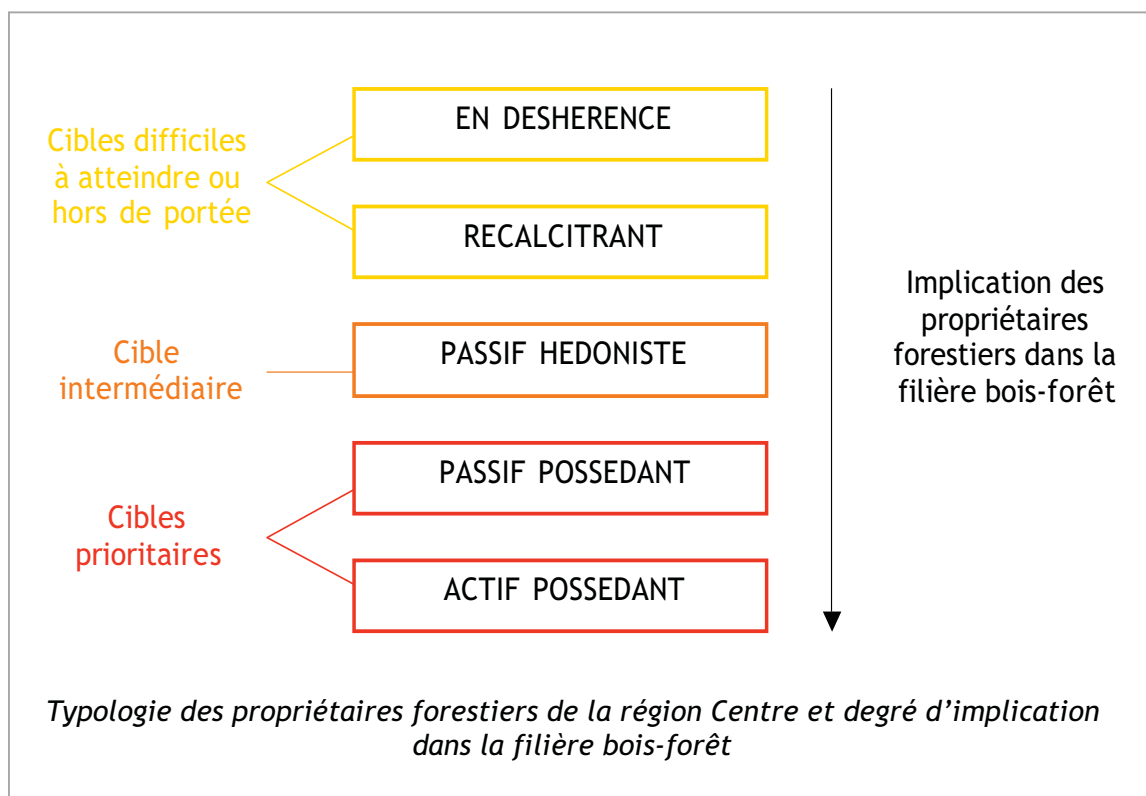 EN DESHERENCE
Cibles difficiles
à atteindre ou
hors de portée
RECALCITRANT
Cible
intermédiaire
PASSIF HEDONISTE
PASSIF POSSEDANT
Cibles
prioritaires
ACTIF POSSEDANT
Implication des
propriétaires
forestiers dans la
filière bois-forêt
Typologie des propriétaires forestiers de la région Centre et degré d’implication
dans la filière bois-forêt